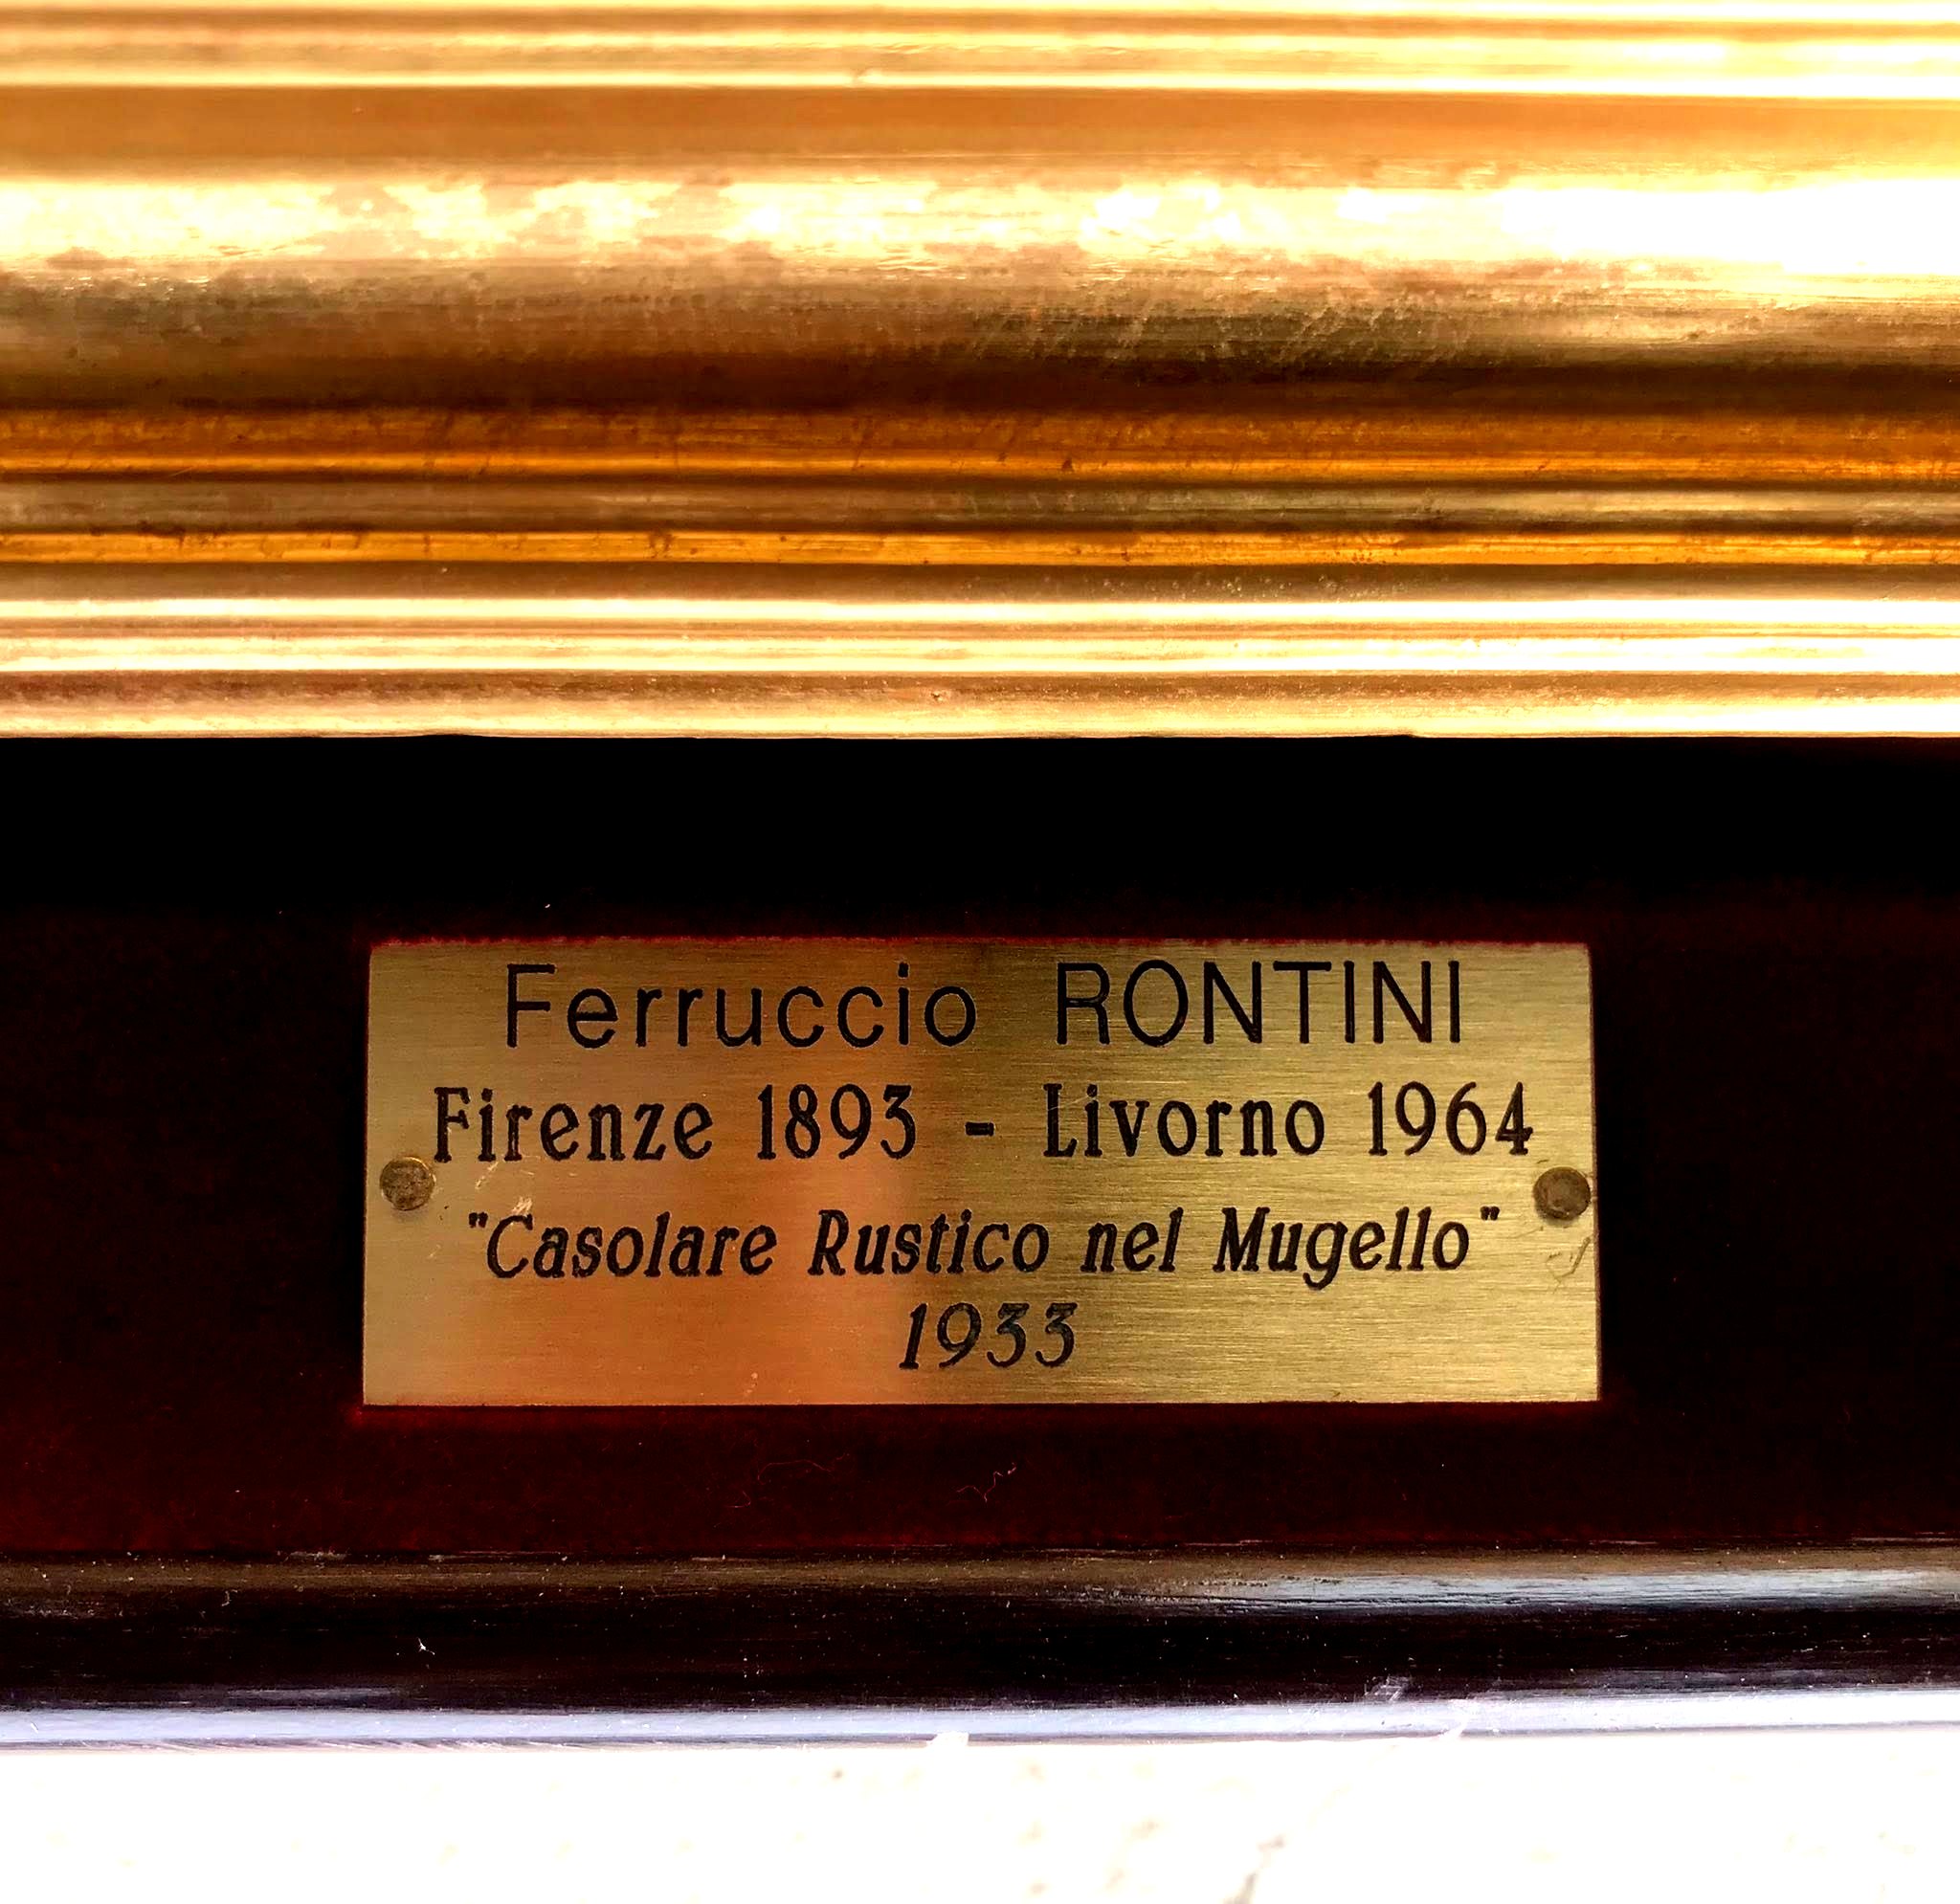 Ferruccio RONTINI
Firenze 1893 - Livorno 1964
"Casolare Rustico nel Mugello"
1933